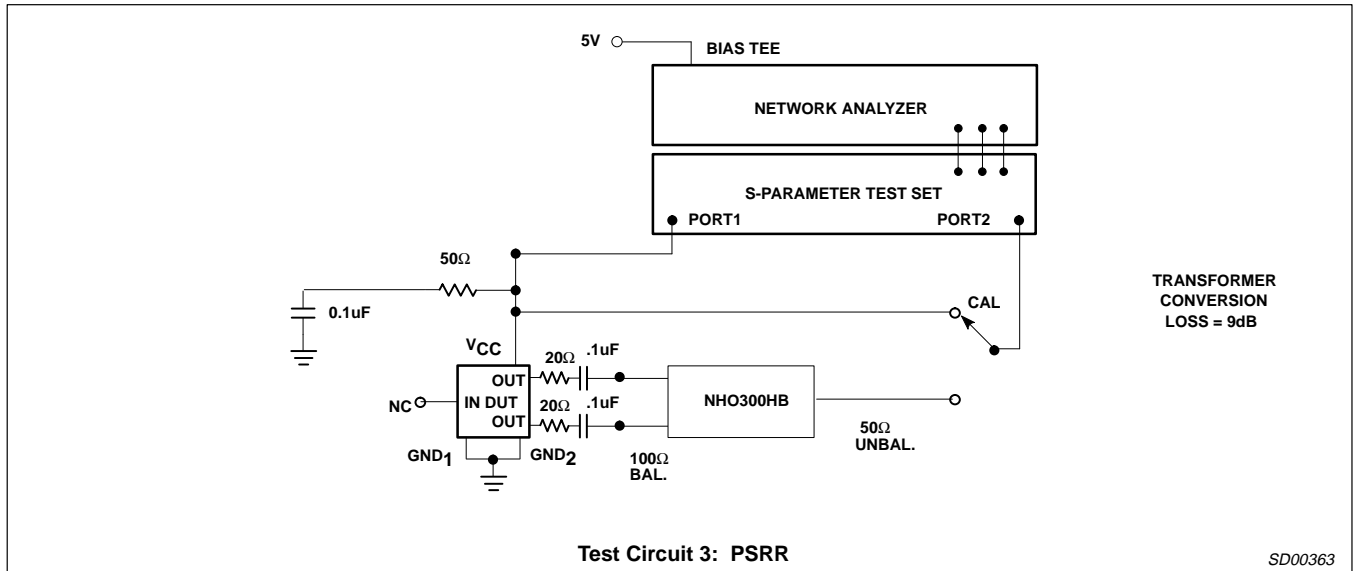 5V
BIAS TEE
NETWORK ANALYZER
S-PARAMETER TEST SET
PORT1
PORT2
50Ω
0.1uF
CAL
TRANSFORMER
CONVERSION
LOSS = 9dB
VCC
20Ω
.1uF
OUT
NC
IN DUT
20Ω
.1uF
OUT
NHO300HB
GND1
GND2
100Ω
BAL.
50Ω
UNBAL.
Test Circuit 3: PSRR
SD00363